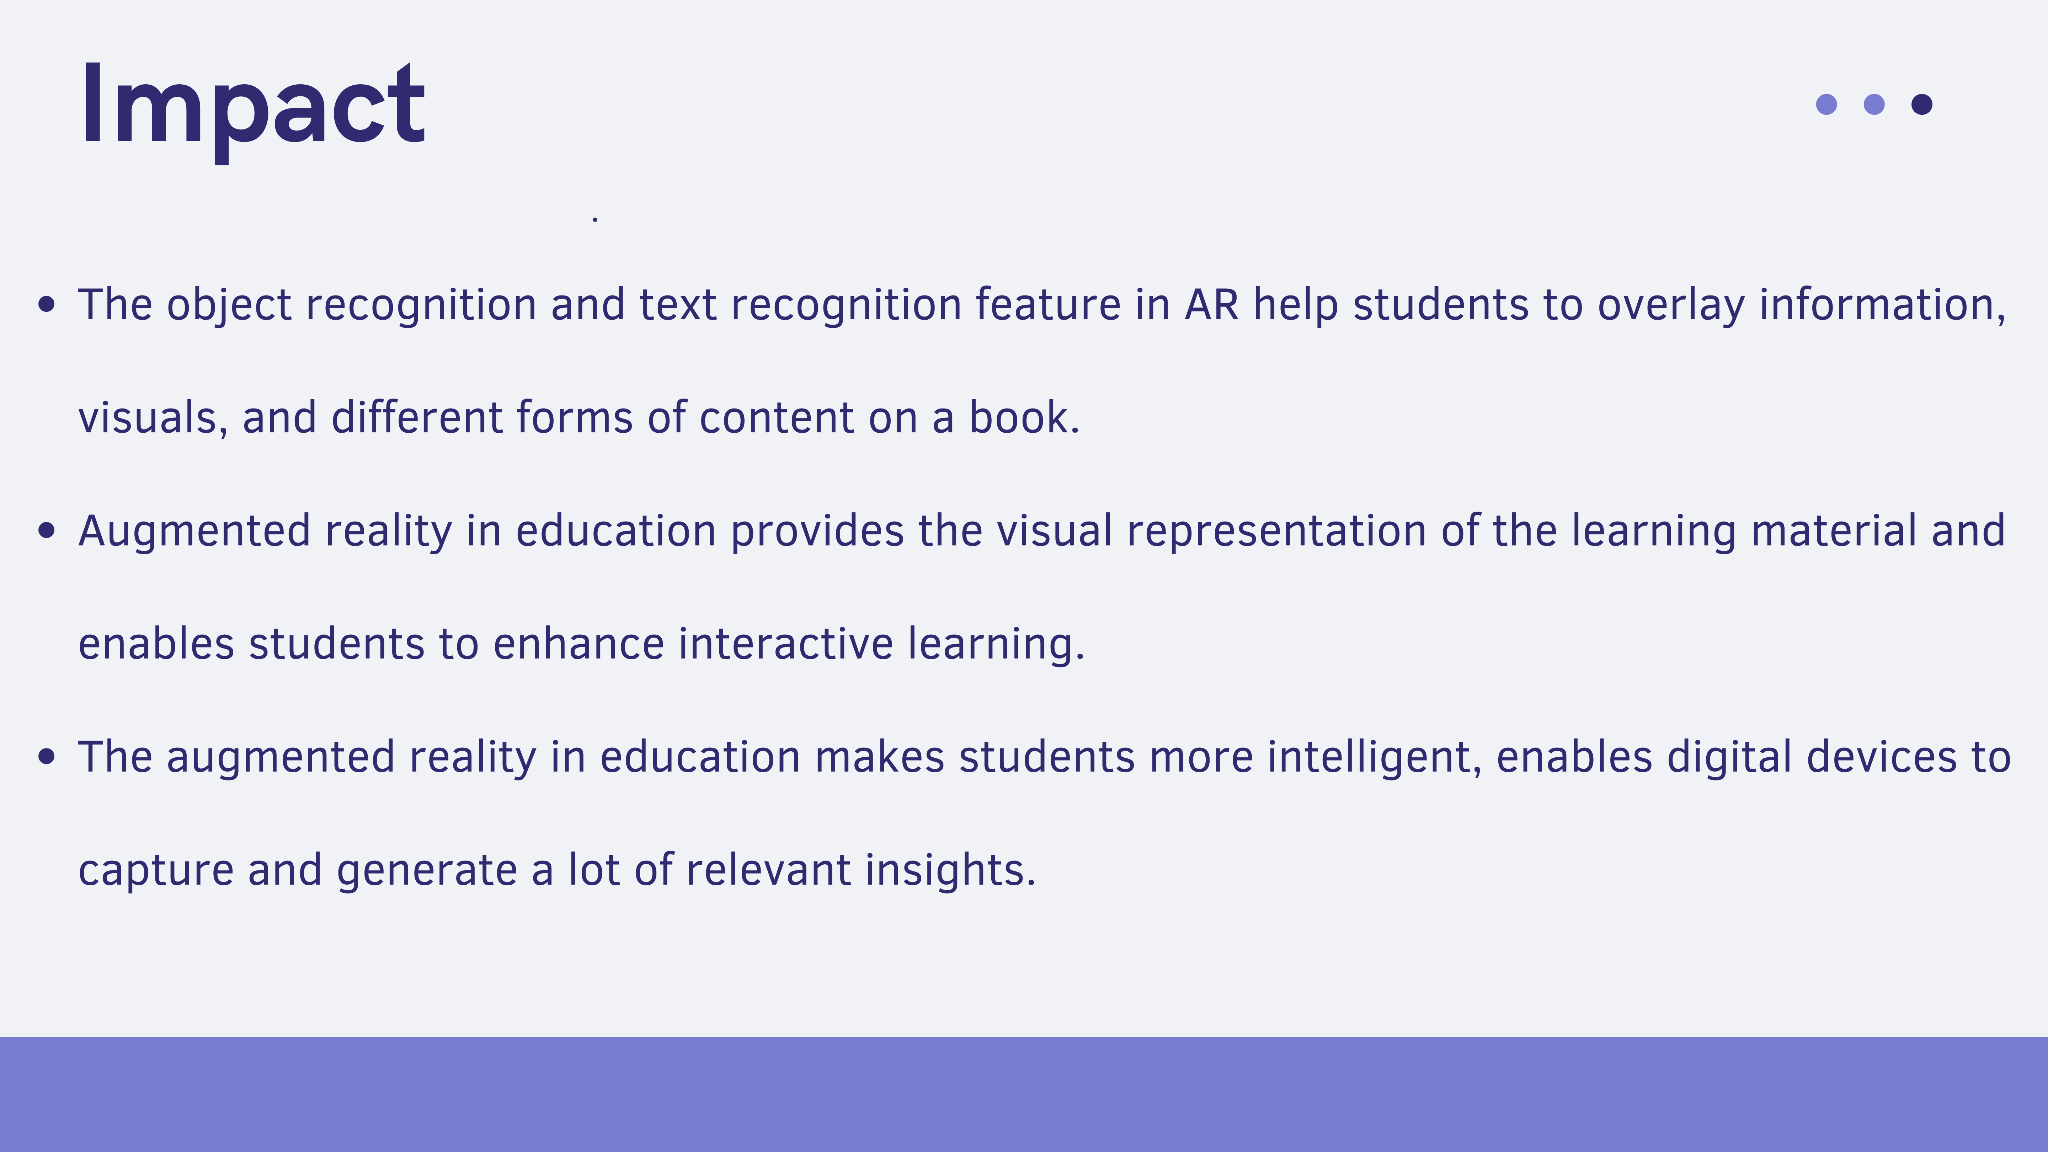 Impact
.
• The object recognition and text recognition feature in AR help students to overlay information,
visuals, and different forms of content on a book.
• Augmented reality in education provides the visual representation of the learning material and
enables students to enhance interactive learning.
• The augmented reality in education makes students more intelligent, enables digital devices to
capture and generate a lot of relevant insights.